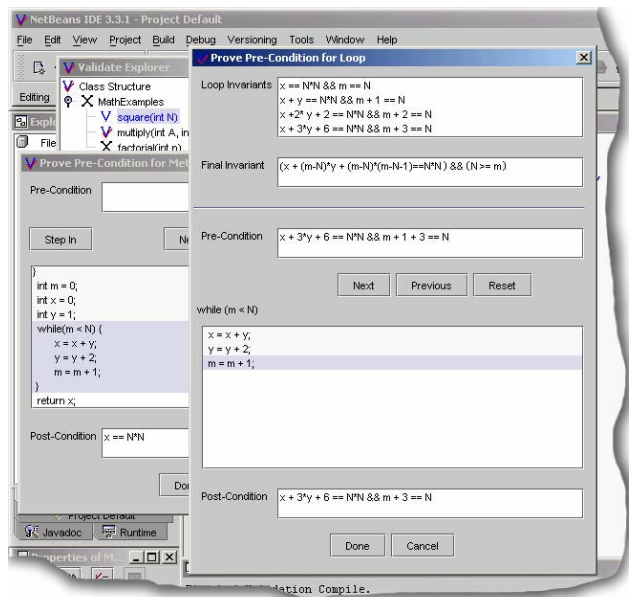 NetBeans IDE 3.3.1 - Project Default
File Edit View Project Build Debug Versioning Tools Window Help
Validate Explorer
Class Structure
MathExamples
square(int N)
multiply(int A, in
factorial(int n)
Editing
File
Prove Pre-Condition for Met
Pre-Condition
Step In
}
int m = 0;
int x = 0;
int y = 1;
while(m < N) {
x = x + y;
y = y + 2;
m = m + 1;
}
return x;
Post-Condition x == N*N
Project Default
Javadoc Runtime
Properties of M...
Prove Pre-Condition for Loop
Loop Invariants
x == N*N && m == N
x + y == N*N && m + 1 == N
x +2* y + 2 == N*N && m + 2 == N
x + 3*y + 6 == N*N && m + 3 == N
Final Invariant (x + (m-N)*y + (m-N)*(m-N-1)==N*N) && (N >= m)
Pre-Condition x + 3*y + 6 == N*N && m + 1 + 3 == N
Next Previous Reset
while (m < N)
x = x + y;
y = y + 2;
m = m + 1;
Post-Condition x + 3*y + 6 == N*N && m + 3 == N
Done Cancel
Compile.